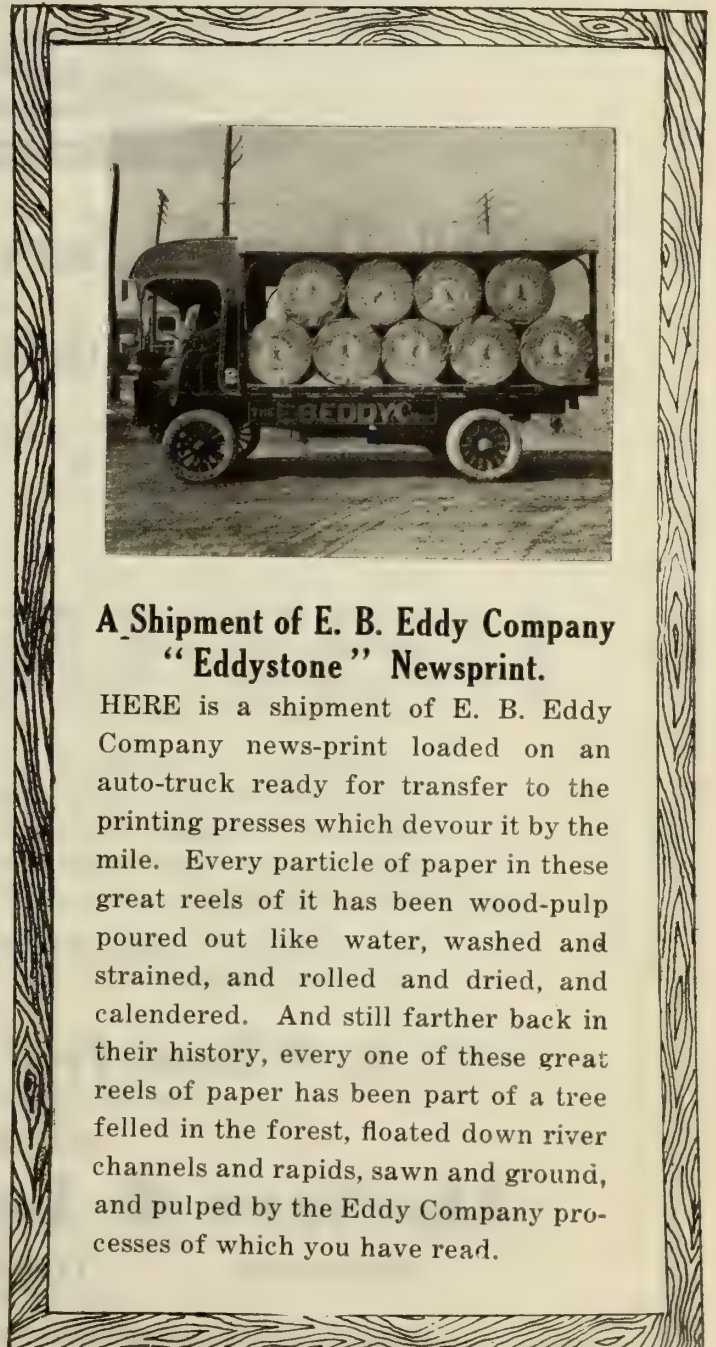 THE E.B.EDDY Co.
A Shipment of E. B. Eddy Company
“ Eddystone ” Newsprint.
HERE is a shipment of E. B. Eddy
Company news-print loaded on an
auto-truck ready for transfer to the
printing presses which devour it by the
mile. Every particle of paper in these
great reels of it has been wood-pulp
poured out like water, washed and
strained, and rolled and dried, and
calendered. And still farther back in
their history, every one of these great
reels of paper has been part of a tree
felled in the forest, floated down river
channels and rapids, sawn and ground,
and pulped by the Eddy Company pro-
cesses of which you have read.